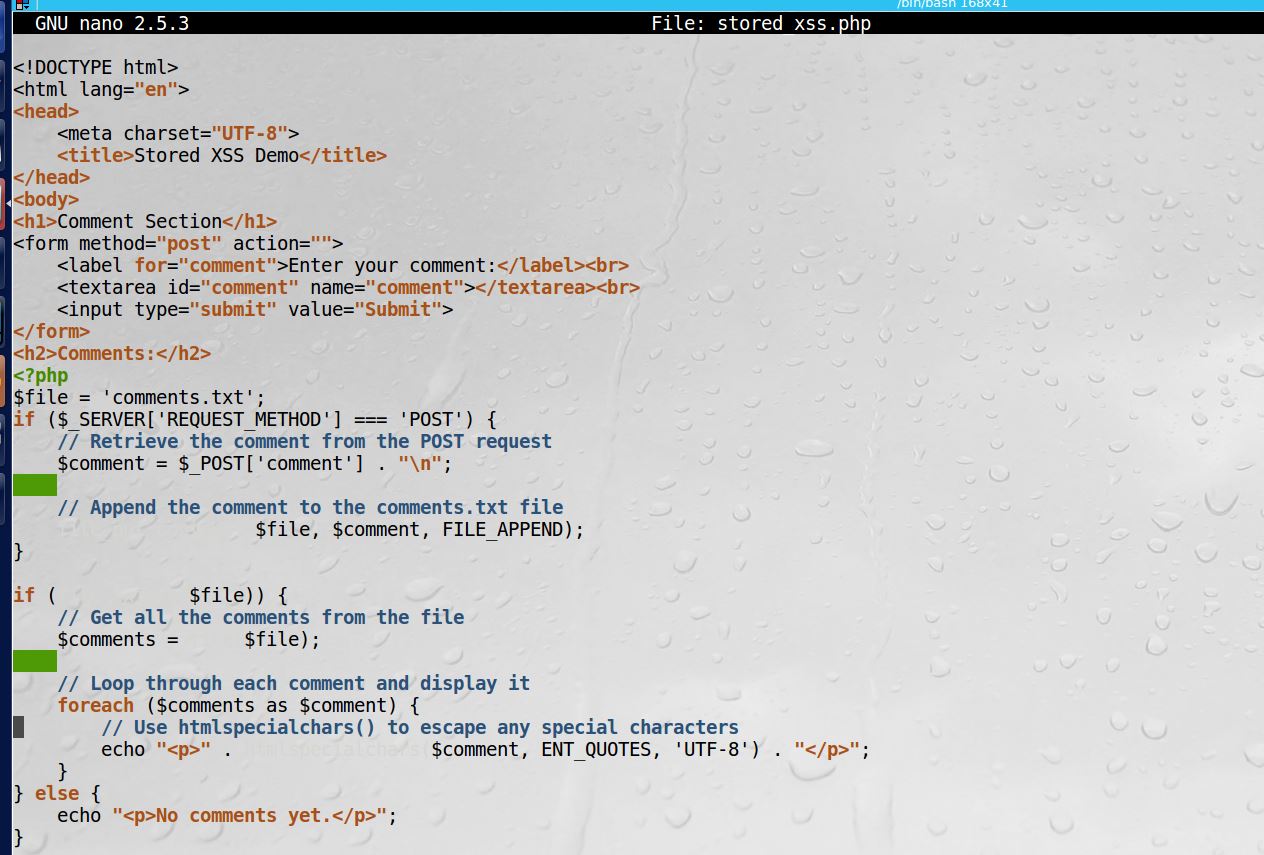 /bin/bash 168x41
GNU nano 2.5.3 File: stored xss.php
<!DOCTYPE html>
<html lang="en">
<head>
    <meta charset="UTF-8">
    <title>Stored XSS Demo</title>
</head>
<body>
<h1>Comment Section</h1>
<form method="post" action="">
    <label for="comment">Enter your comment:</label><br>
    <textarea id="comment" name="comment"></textarea><br>
    <input type="submit" value="Submit">
</form>
<h2>Comments:</h2>
<?php
$file = 'comments.txt';
if ($_SERVER['REQUEST_METHOD'] === 'POST') {
    // Retrieve the comment from the POST request
    $comment = $_POST['comment'] . "\n";
    // Append the comment to the comments.txt file
    $file, $comment, FILE_APPEND);
}
if ( $file)) {
    // Get all the comments from the file
    $comments = $file);
    // Loop through each comment and display it
    foreach ($comments as $comment) {
        // Use htmlspecialchars() to escape any special characters
        echo "<p>" . htmlspecialchars($comment, ENT_QUOTES, 'UTF-8') . "</p>";
    }
} else {
    echo "<p>No comments yet.</p>";
}